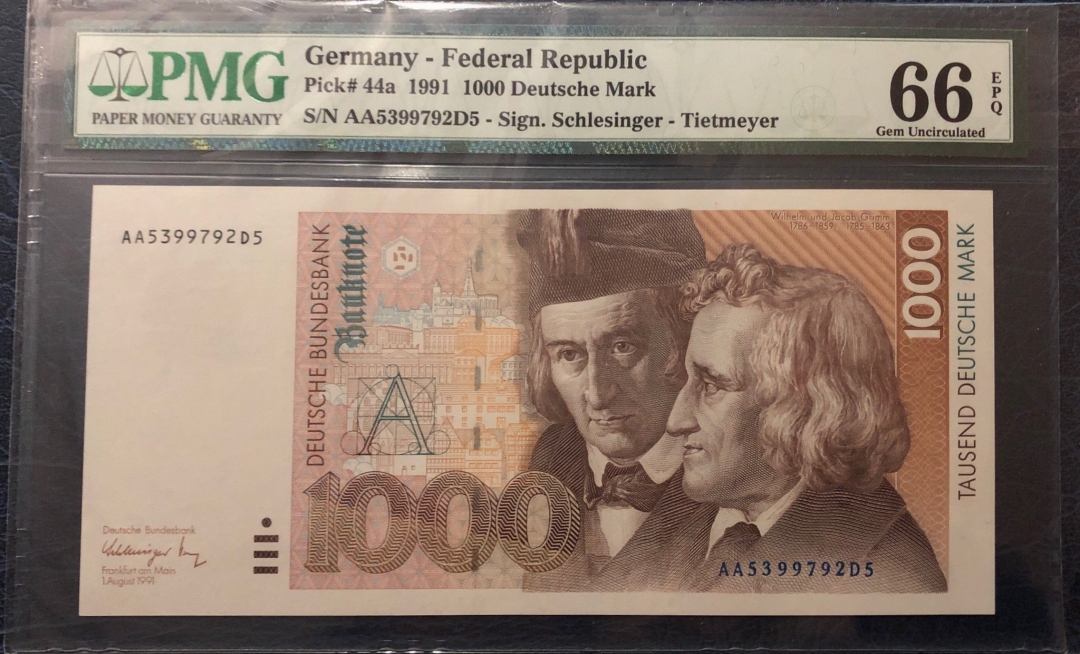 PMG
PAPER MONEY GUARANTY
Germany - Federal Republic
Pick# 44a 1991 1000 Deutsche Mark
S/N AA5399792D5 - Sign. Schlesinger - Tietmeyer
66 EPQ
Gem Uncirculated
AA5399792D5
DEUTSCHE BUNDESBANK
Banknote
A
1000
Deutsche Bundesbank
Frankfurt am Main
1.August 1991
Wilhelm und Jacob Grimm
1786-1859 1785-1863
1000
TAUSEND DEUTSCHE MARK
AA5399792D5